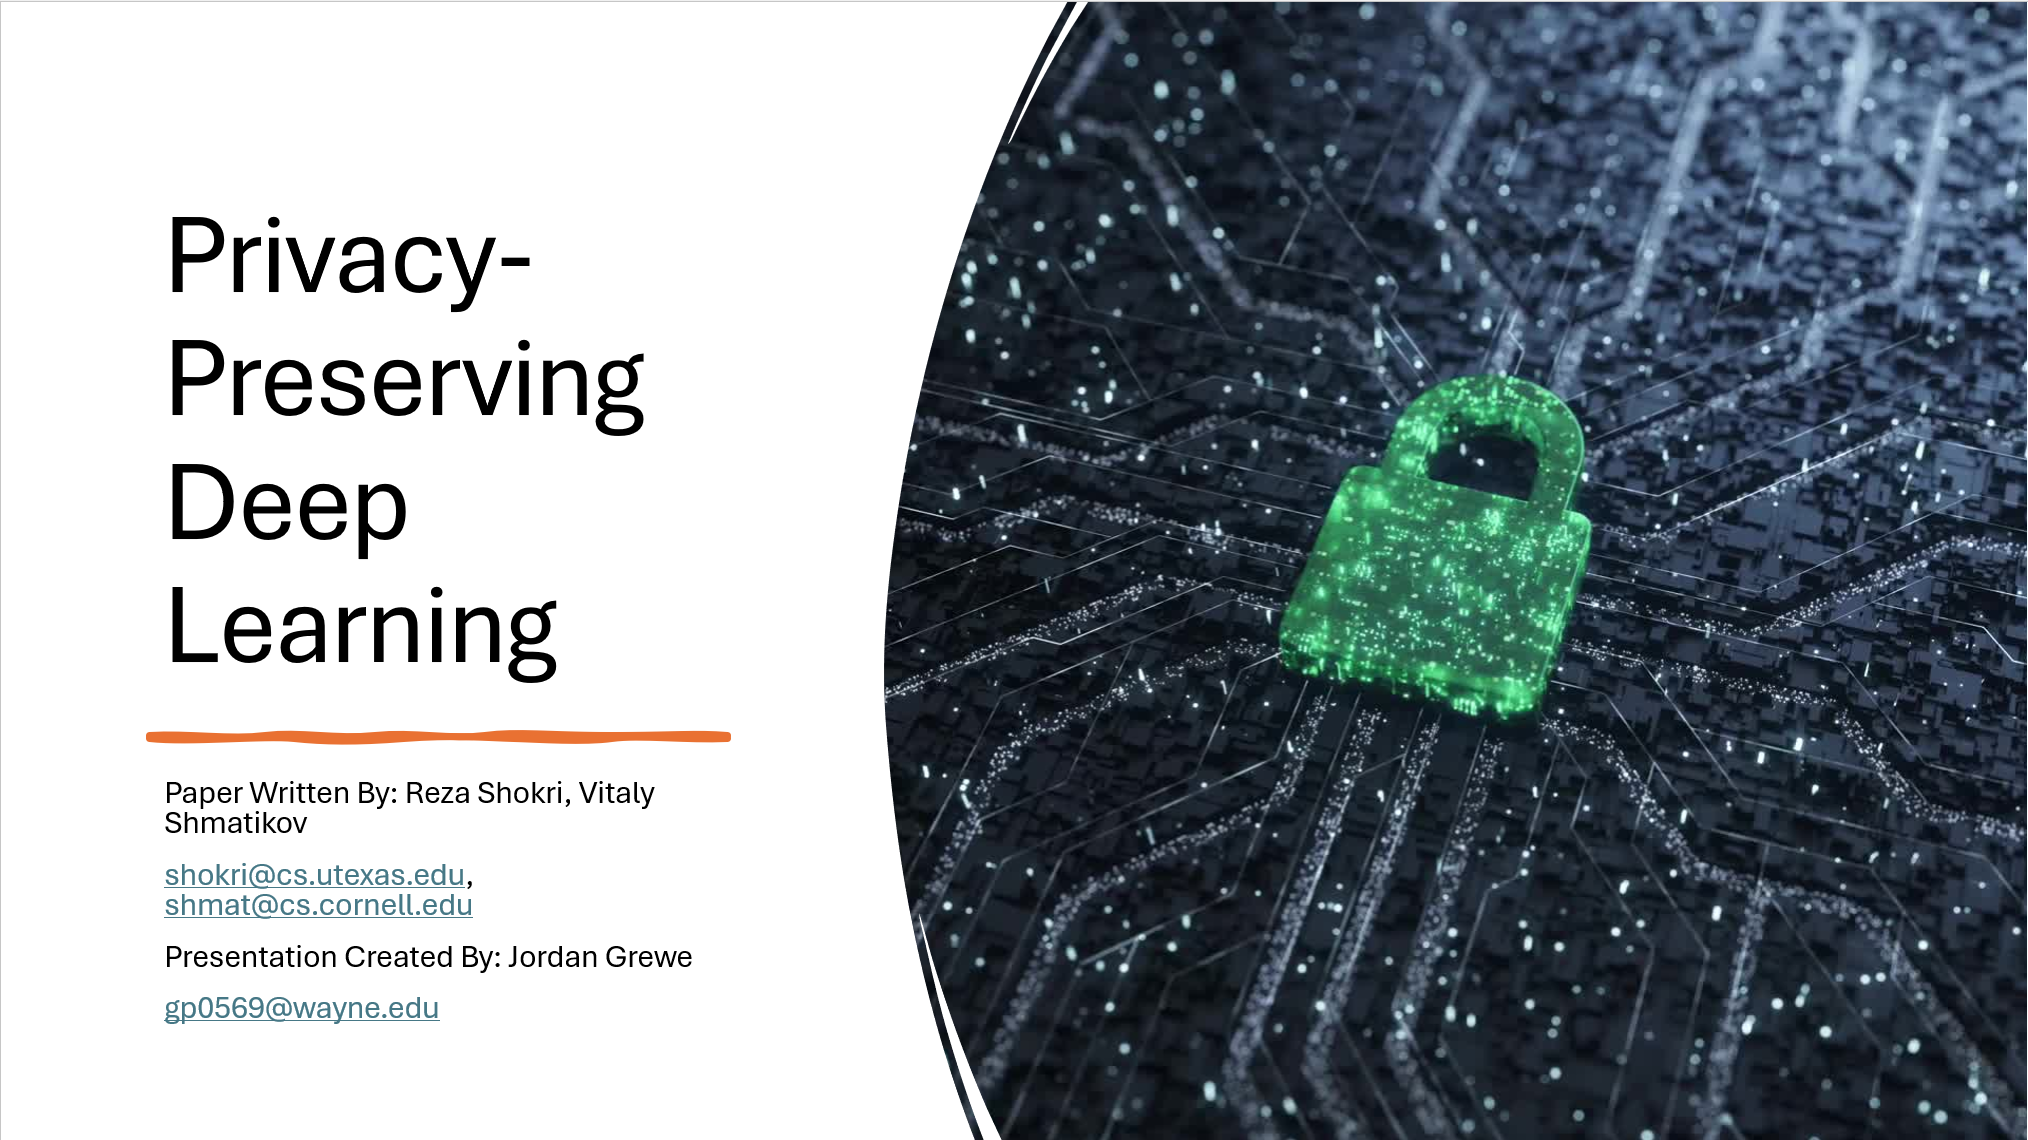 Privacy-
Preserving
Deep
Learning
Paper Written By: Reza Shokri, Vitaly
Shmatikov
shokri@cs.utexas.edu,
shmat@cs.cornell.edu
Presentation Created By: Jordan Grewe
gp0569@wayne.edu